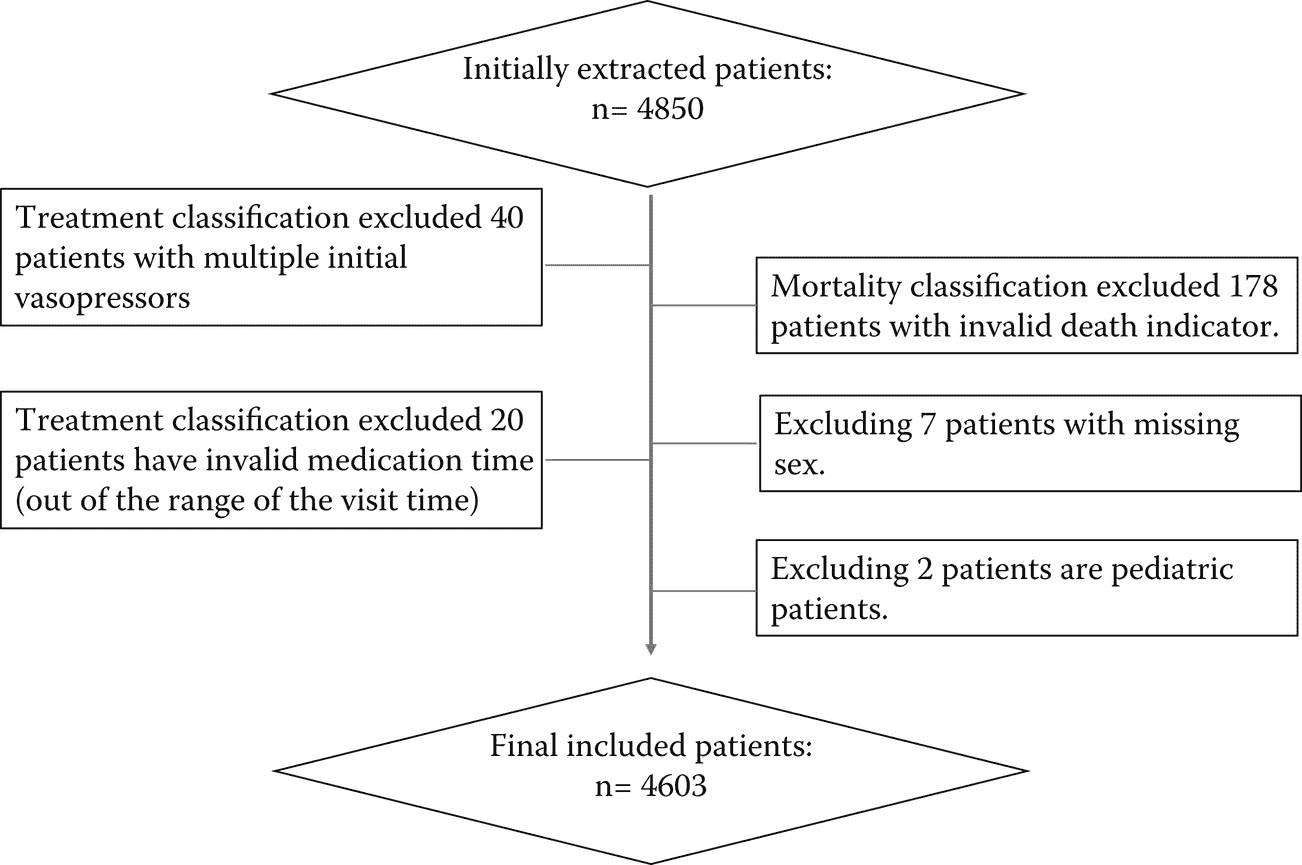 Initially extracted patients:
n= 4850
Treatment classification excluded 40
patients with multiple initial
vasopressors
Mortality classification excluded 178
patients with invalid death indicator.
Treatment classification excluded 20
patients have invalid medication time
(out of the range of the visit time)
Excluding 7 patients with missing
sex.
Excluding 2 patients are pediatric
patients.
Final included patients:
n= 4603